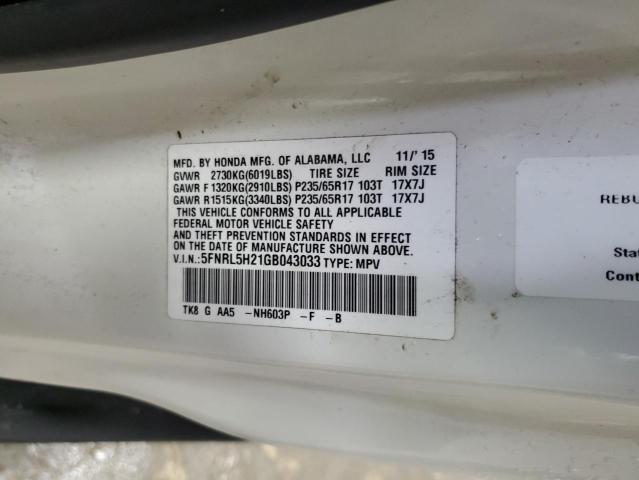 MFD. BY HONDA MFG. OF ALABAMA, LLC 11/'15
GVWR 2730KG(6019LBS) TIRE SIZE RIM SIZE
GAWR F 1320KG(2910LBS) P235/65R17 103T 17X7J
GAWR R1515KG(3340LBS) P235/65R17 103T 17X7J
THIS VEHICLE CONFORMS TO ALL APPLICABLE
FEDERAL MOTOR VEHICLE SAFETY
AND THEFT PREVENTION STANDARDS IN EFFECT
ON THE DATE OF MANUFACTURE SHOWN ABOVE.
V.I.N.: 5FNRL5H21GB043033 TYPE: MPV
TK8 G AA5 -NH603P -F -B
REBU
Stat
Cont